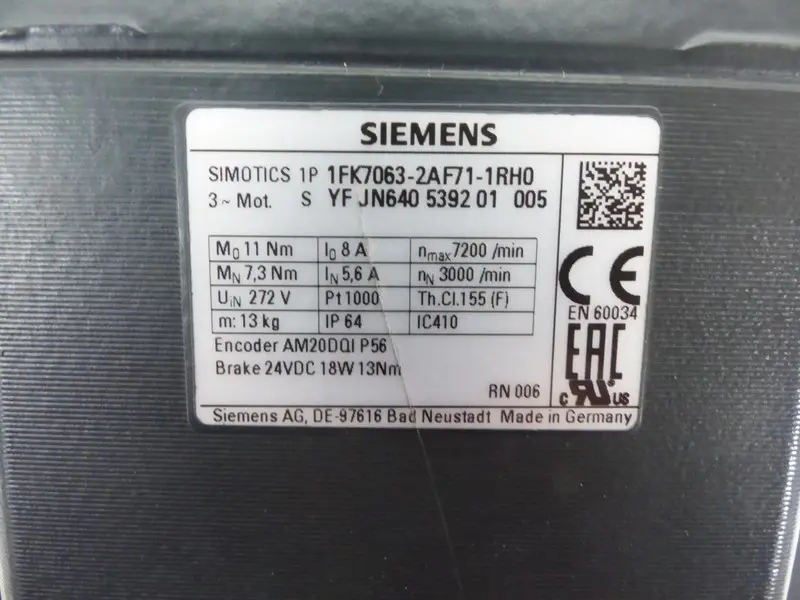 SIEMENS
SIMOTICS 1P 1FK7063-2AF71-1RH0
3~ Mot. S YF JN640 5392 01 005
M0 11 Nm I0 8 A nmax 7200 /min
MN 7,3 Nm IN 5,6 A nN 3000 /min
UiN 272 V Pt1000 Th.Cl.155 (F)
m: 13 kg IP 64 IC410
CE
EN 60034
Encoder AM20DQI P56
Brake 24VDC 18W 13Nm
EAC
RN 006
c RU us
Siemens AG, DE-97616 Bad Neustadt Made in Germany